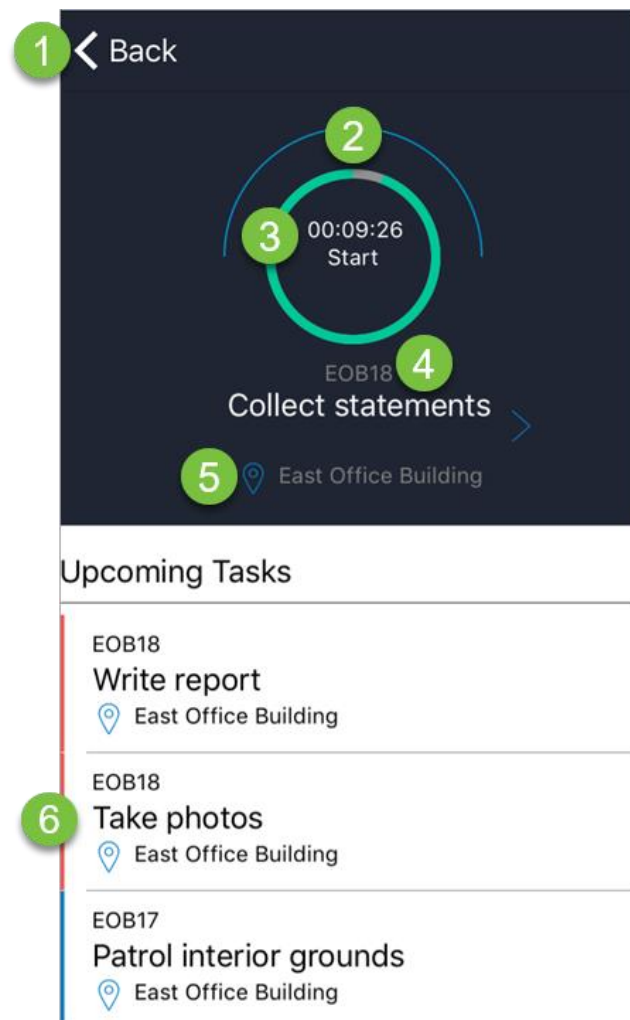 1 Back
2
3 00:09:26
Start
EOB18 4
Collect statements
5 East Office Building
Upcoming Tasks
EOB18
Write report
East Office Building
EOB18
6 Take photos
East Office Building
EOB17
Patrol interior grounds
East Office Building